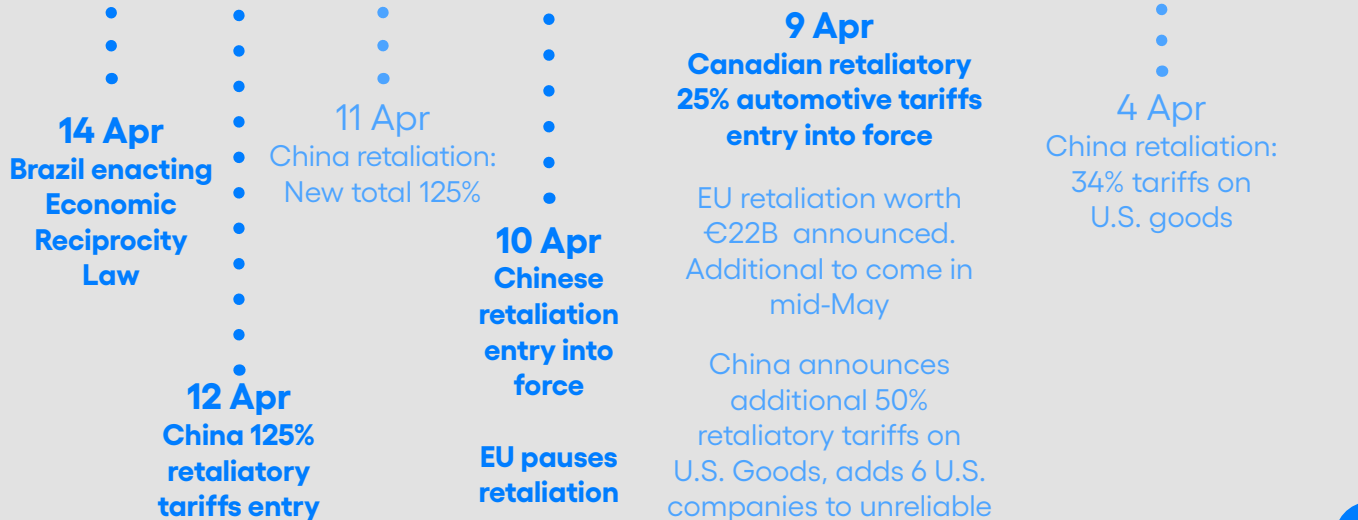 14 Apr
Brazil enacting
Economic
Reciprocity
Law
12 Apr
China 125%
retaliatory
tariffs entry
11 Apr
China retaliation:
New total 125%
10 Apr
Chinese
retaliation
entry into
force
EU pauses
retaliation
9 Apr
Canadian retaliatory
25% automotive tariffs
entry into force
EU retaliation worth
€22B announced.
Additional to come in
mid-May
China announces
additional 50%
retaliatory tariffs on
U.S. Goods, adds 6 U.S.
companies to unreliable
4 Apr
China retaliation:
34% tariffs on
U.S. goods